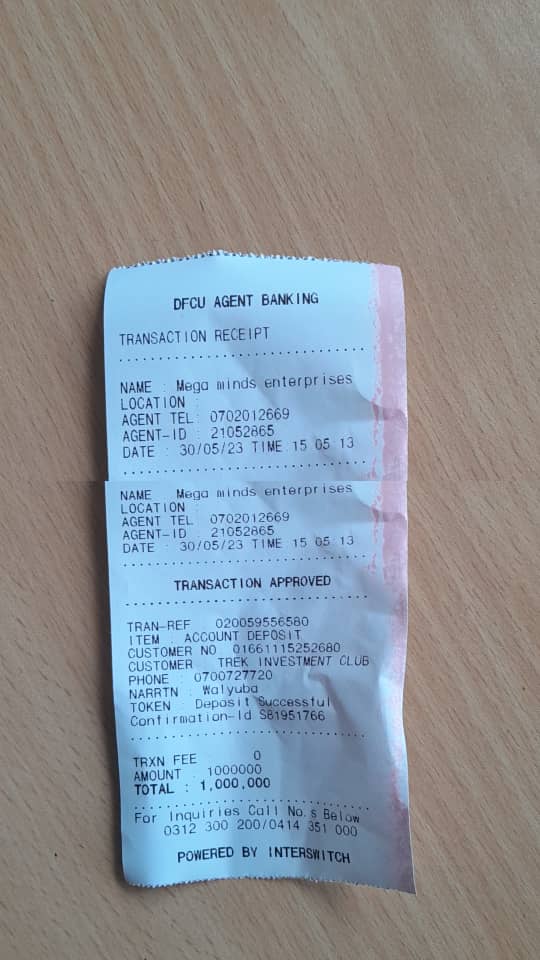 DFCU AGENT BANKING
TRANSACTION RECEIPT
NAME : Mega minds enterprises
LOCATION :
AGENT TEL: 0702012669
AGENT-ID : 21052865
DATE : 30/05/23 TIME 15 05 13
NAME Mega minds enterprises
LOCATION :
AGENT TEL 0702012669
AGENT-ID 21052865
DATE : 30/05/23 TIME 15 05 13
TRANSACTION APPROVED
TRAN-REF : 020059556580
ITEM : ACCOUNT DEPOSIT
CUSTOMER NO 01661115252680
CUSTOMER TREK INVESTMENT CLUB
PHONE : 0700727720
NARRTN : Walyuba
TOKEN : Deposit Successful
Confirmation-Id S81951766
TRXN FEE 0
AMOUNT : 1000000
TOTAL : 1,000,000
For Inquiries Call No.s Below
0312 300 200/0414 351 000
POWERED BY INTERSWITCH